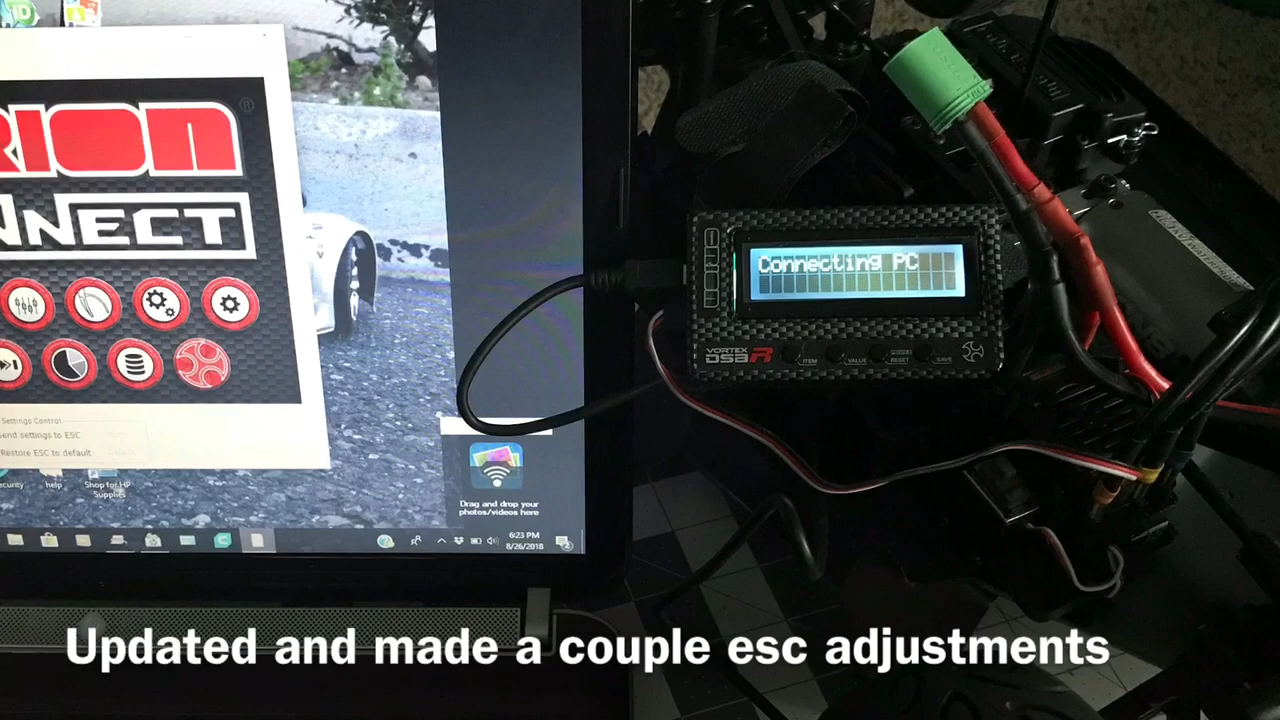 RION
®
NNECT
Settings Control
Send settings to ESC
Restore ESC to default
ecurity
help
Shop for HP
Supplies
Drag and drop your
photos/videos here
6:23 PM
8/26/2018
Connecting PC
VORTEX
DSBR
ITEM
VALUE
RESET
SAVE
Updated and made a couple esc adjustments